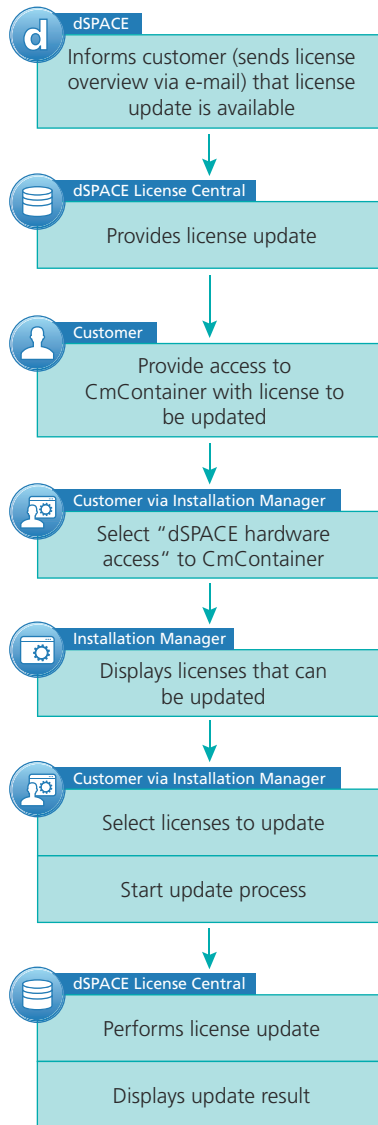 d
dSPACE
Informs customer (sends license
overview via e-mail) that license
update is available
dSPACE License Central
Provides license update
Customer
Provide access to
CmContainer with license to
be updated
Customer via Installation Manager
Select “dSPACE hardware
access“ to CmContainer
Installation Manager
Displays licenses that can
be updated
Customer via Installation Manager
Select licenses to update
Start update process
dSPACE License Central
Performs license update
Displays update result